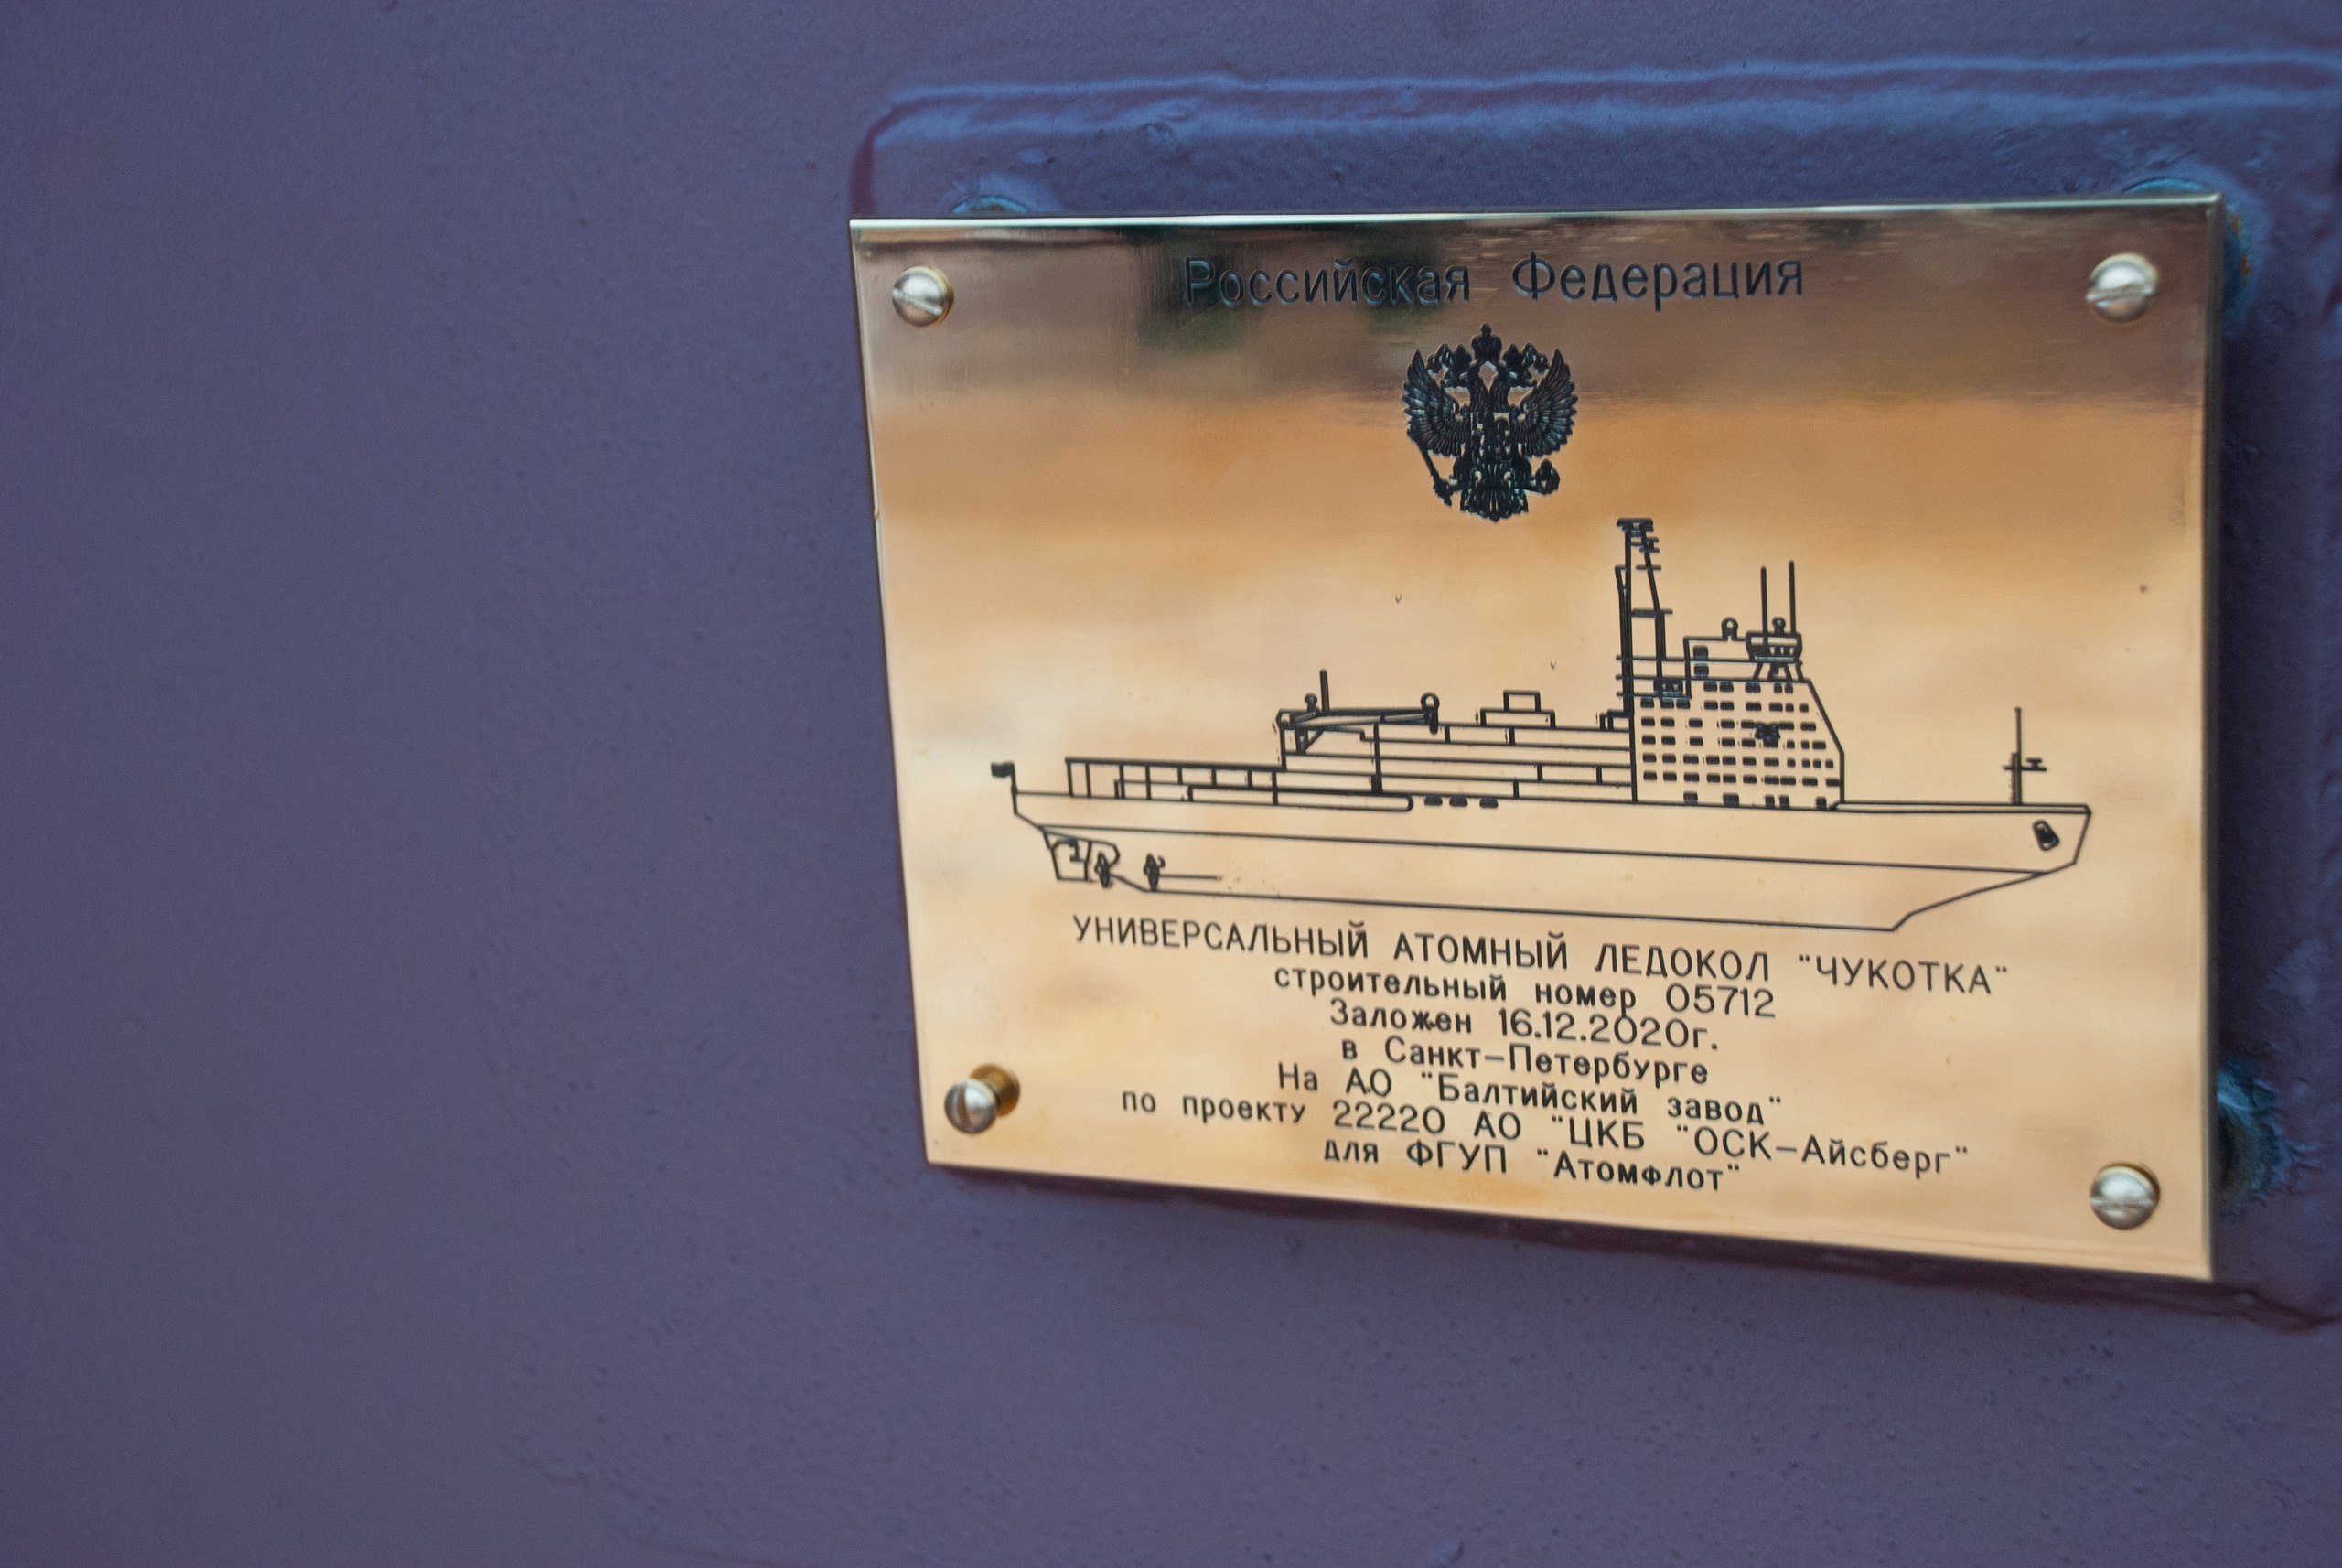 Российская Федерация
УНИВЕРСАЛЬНЫЙ АТОМНЫЙ ЛЕДОКОЛ "ЧУКОТКА"
строительный номер 05712
Заложен 16.12.2020г.
в Санкт-Петербурге
На АО "Балтийский завод"
по проекту 22220 АО "ЦКБ "ОСК-Айсберг"
для ФГУП "Атомфлот"